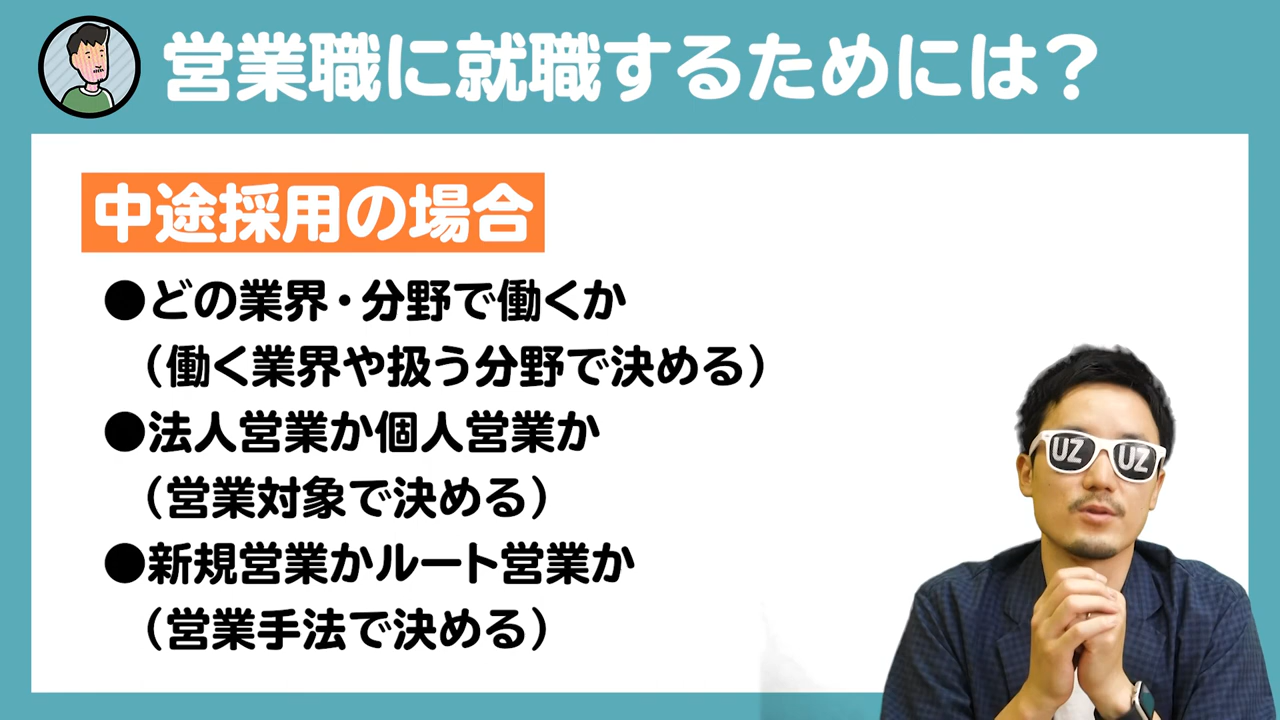 営業職に就職するためには？
中途採用の場合
●どの業界・分野で働くか
（働く業界や扱う分野で決める）
●法人営業か個人営業か
（営業対象で決める）
●新規営業かルート営業か
（営業手法で決める）
UZ UZ